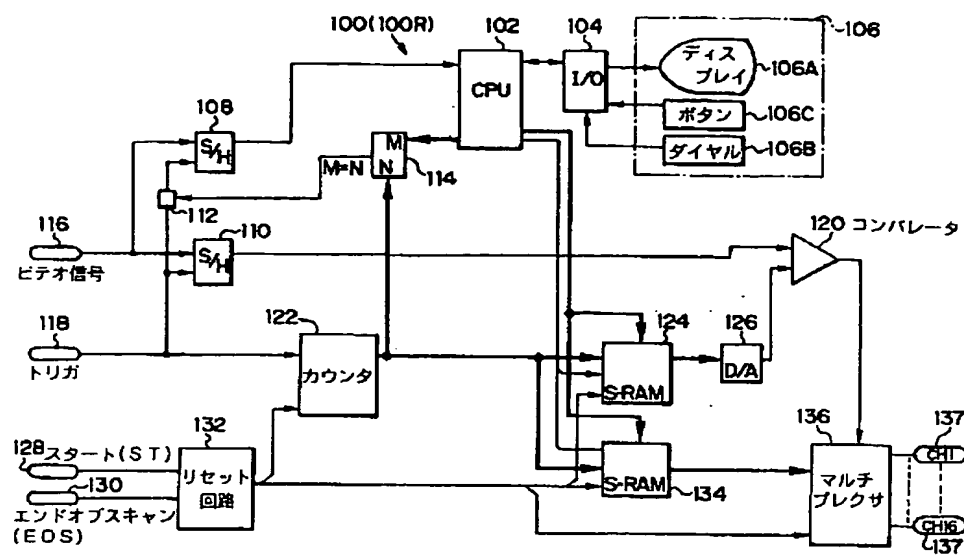 100(100R)
102
CPU
104
I/O
106
ディス
プレイ
106A
ボタン
106C
ダイヤル
106B
108
S/H
M
N
M=N
114
112
116
ビデオ信号
110
S/H
120 コンパレータ
118
トリガ
122
カウンタ
124
S-RAM
126
D/A
128 スタート(ST)
130
エンドオブスキャン
(EOS)
132
リセット
回路
S-RAM
134
136
マルチ
プレクサ
137
CH1
CH16
137